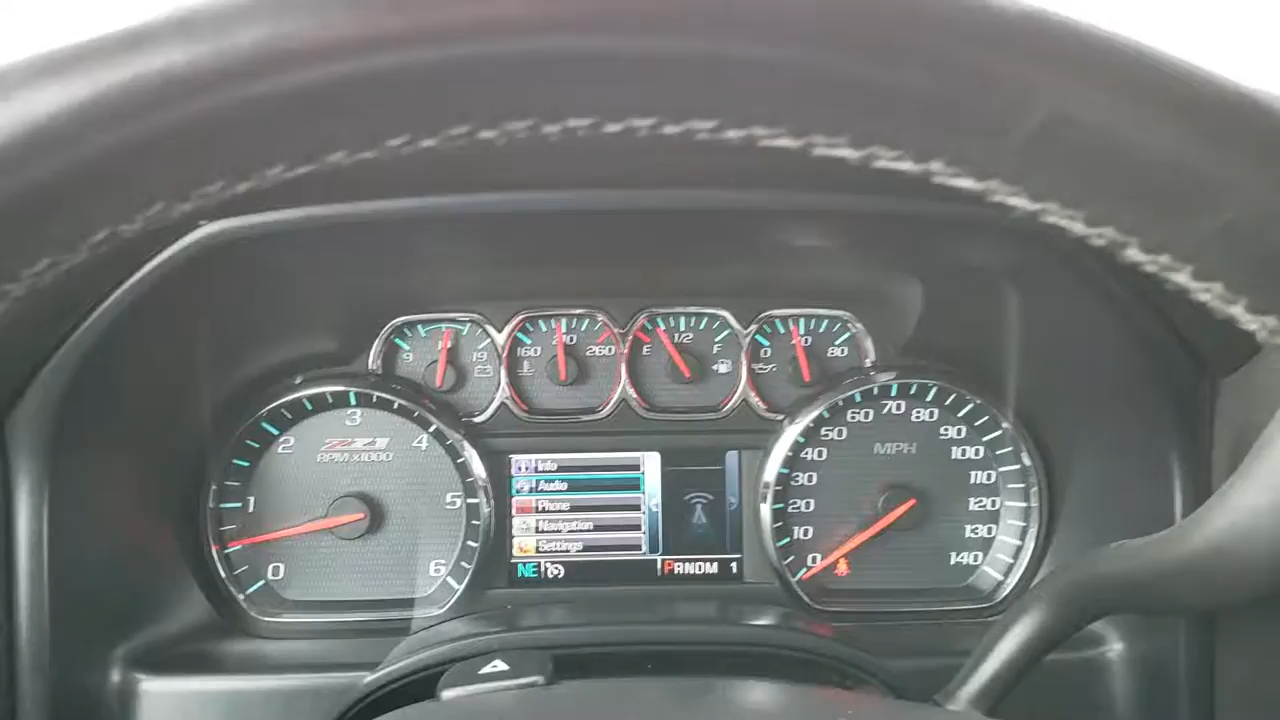 9 19
160 210 260
E 1/2 F
0 80
3
2 4
Z71
RPM x1000
1 5
0 6
Info
Audio
Phone
Navigation
Settings
NE PRNDM 1
60 70 80
50 90
MPH
40 100
30 110
20 120
10 130
0 140